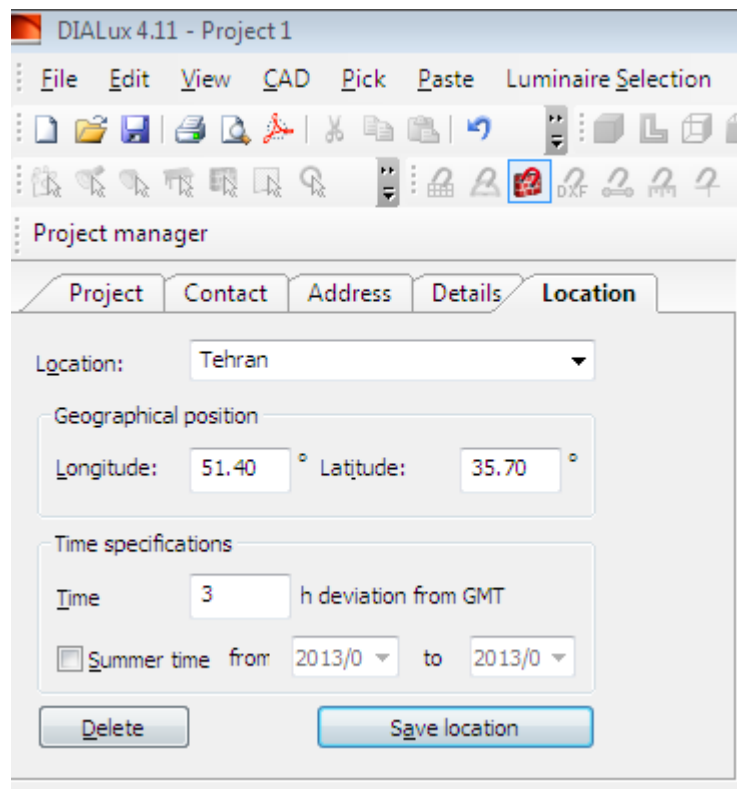 DIALux 4.11 - Project 1
File Edit View CAD Pick Paste Luminaire Selection
DXF
Project manager
Project Contact Address Details Location
Location: Tehran
Geographical position
Longitude: 51.40 ° Latitude: 35.70 °
Time specifications
Time 3 h deviation from GMT
Summer time from 2013/0 to 2013/0
Delete Save location